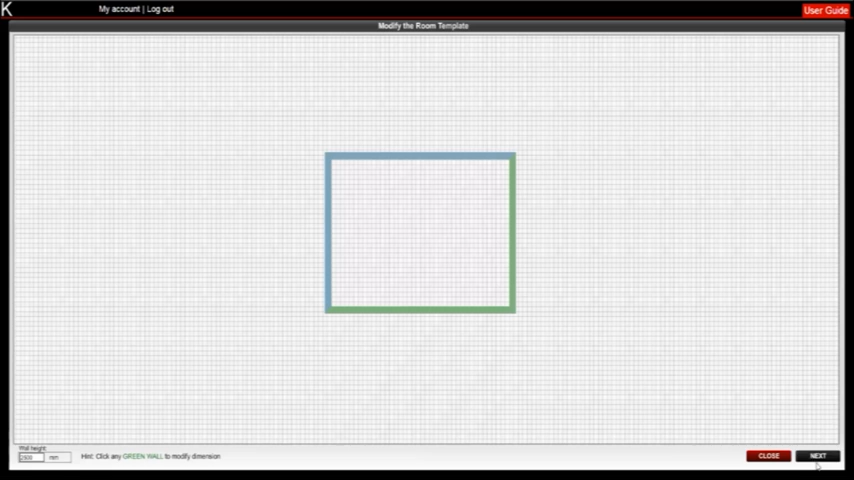 K
My account | Log out
User Guide
Modify the Room Template
Wall height:
mm
Hint: Click any GREEN WALL to modify dimension
CLOSE
NEXT